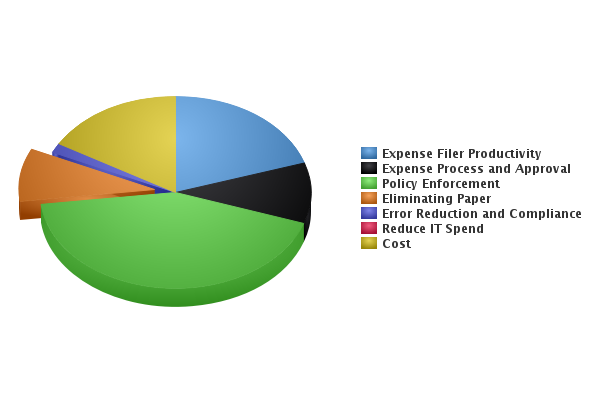 Expense Filer Productivity
Expense Process and Approval
Policy Enforcement
Eliminating Paper
Error Reduction and Compliance
Reduce IT Spend
Cost